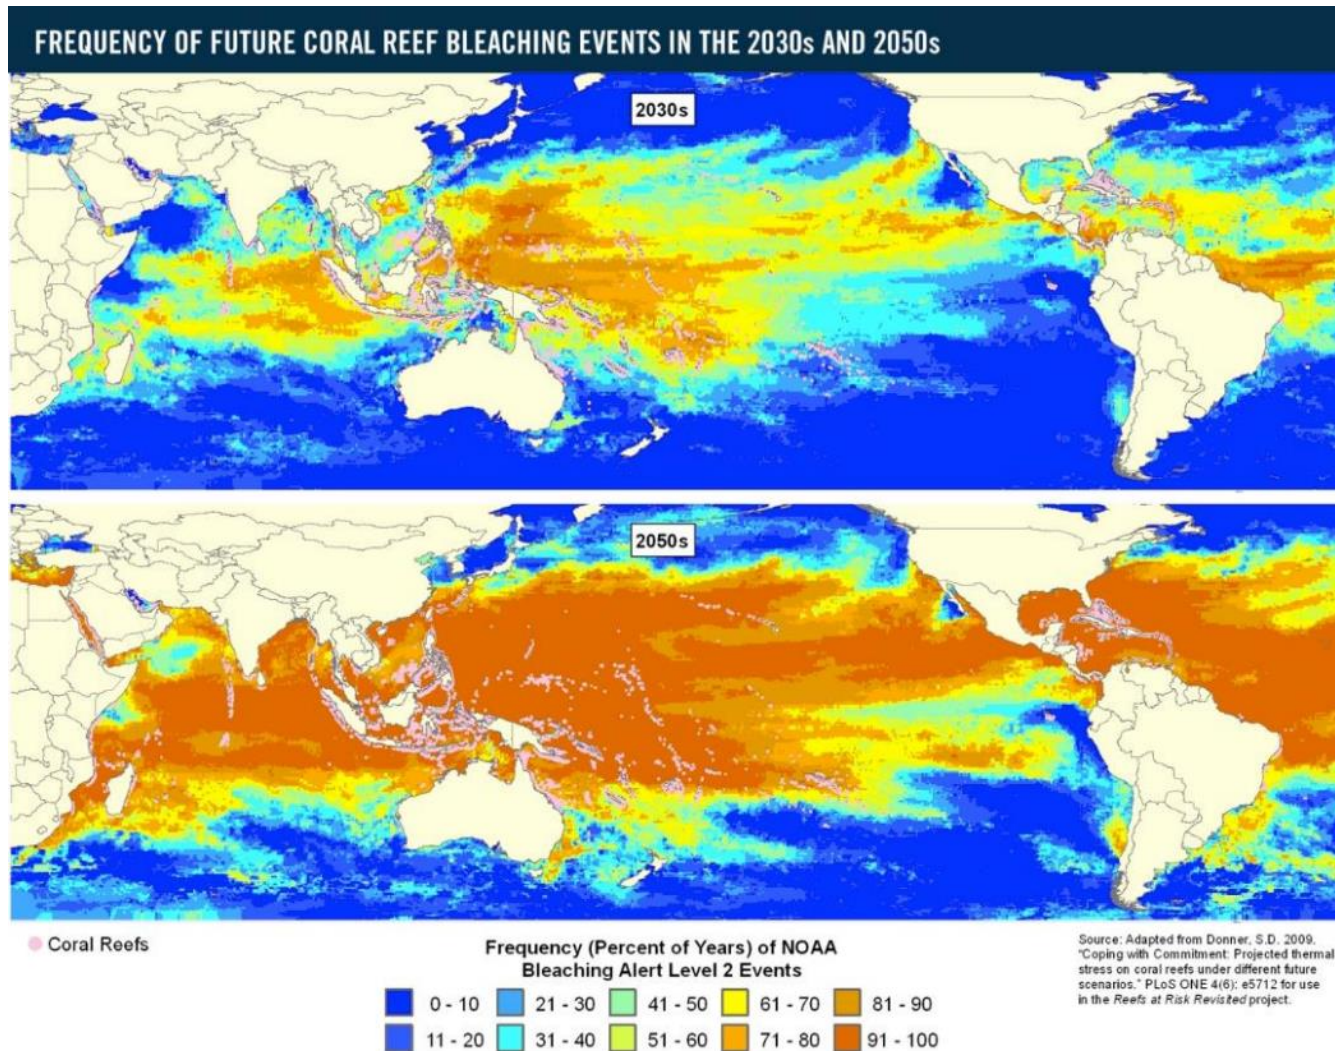 FREQUENCY OF FUTURE CORAL REEF BLEACHING EVENTS IN THE 2030s AND 2050s
2030s
2050s
Coral Reefs
Frequency (Percent of Years) of NOAA
Bleaching Alert Level 2 Events
0 - 10 21 - 30 41 - 50 61 - 70 81 - 90
11 - 20 31 - 40 51 - 60 71 - 80 91 - 100
Source: Adapted from Donner, S.D. 2009.
"Coping with Commitment: Projected thermal
stress on coral reefs under different future
scenarios." PLoS ONE 4(6): e5712 for use
in the Reefs at Risk Revisited project.